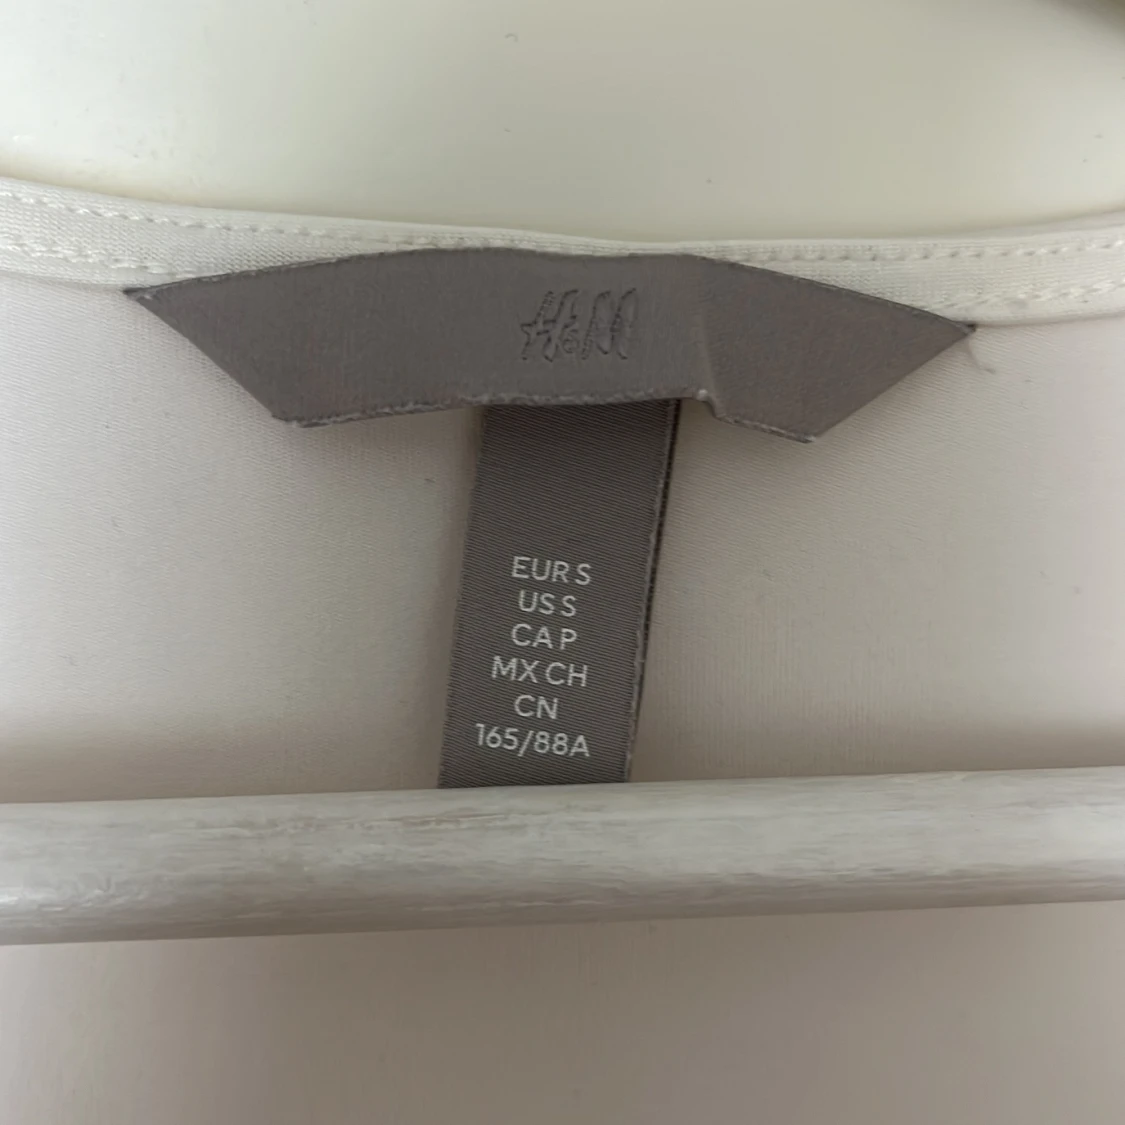 H&M
EUR S
US S
CA P
MX CH
CN
165/88A